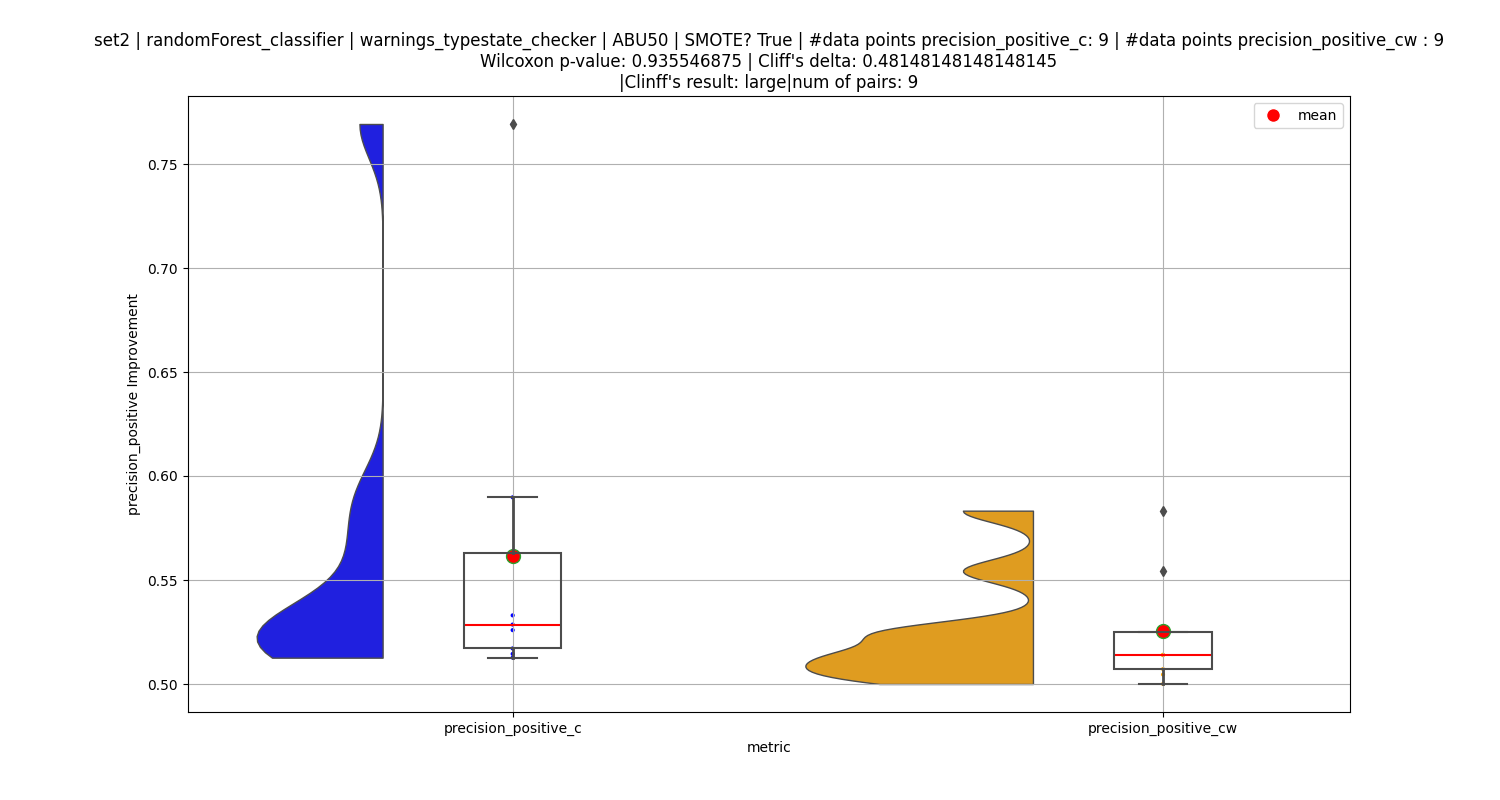 set2 | randomForest_classifier | warnings_typestate_checker | ABU50 | SMOTE? True | #data points precision_positive_c: 9 | #data points precision_positive_cw : 9
Wilcoxon p-value: 0.935546875 | Cliff's delta: 0.48148148148148145
|Clinff's result: large|num of pairs: 9
mean
0.75
0.70
0.65
0.60
0.55
0.50
precision_positive Improvement
precision_positive_c
precision_positive_cw
metric